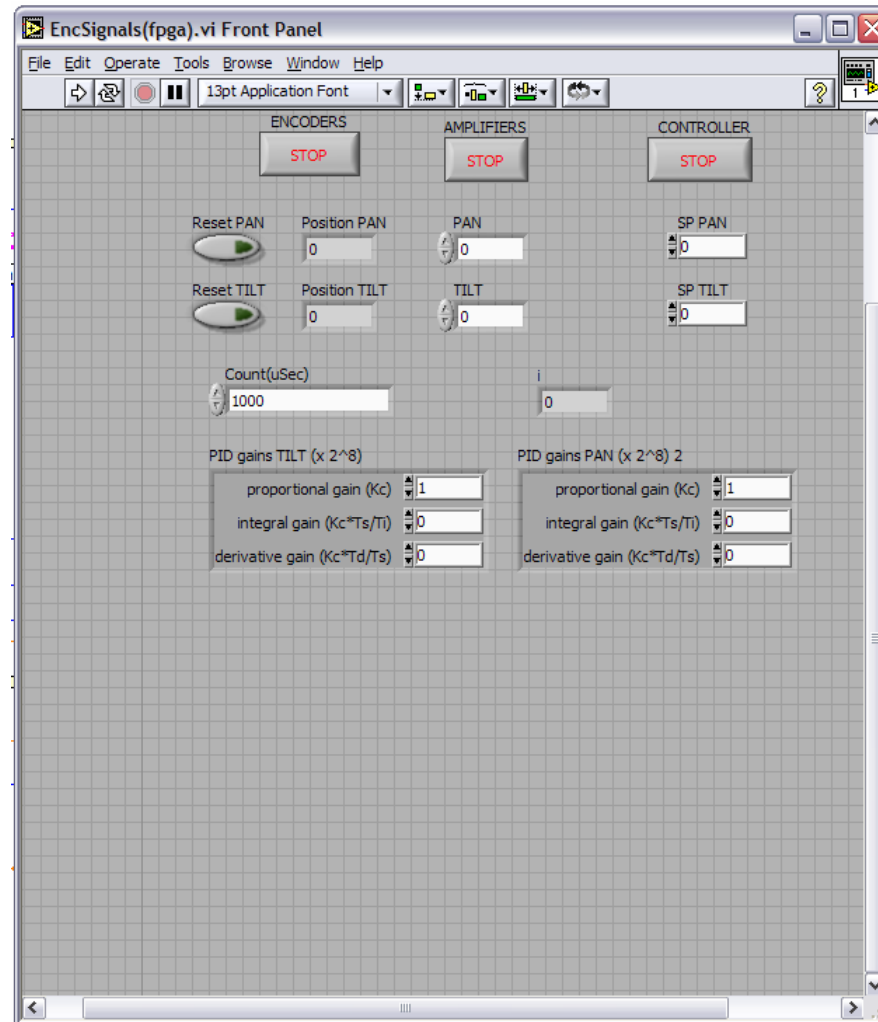 EncSignals(fpga).vi Front Panel
File Edit Operate Tools Browse Window Help
13pt Application Font
?
1
ENCODERS AMPLIFIERS CONTROLLER
STOP STOP STOP
Reset PAN Position PAN PAN SP PAN
0 0 0
Reset TILT Position TILT TILT SP TILT
0 0 0
Count(uSec) i
1000 0
PID gains TILT (x 2^8) PID gains PAN (x 2^8) 2
proportional gain (Kc) 1 proportional gain (Kc) 1
integral gain (Kc*Ts/Ti) 0 integral gain (Kc*Ts/Ti) 0
derivative gain (Kc*Td/Ts) 0 derivative gain (Kc*Td/Ts) 0